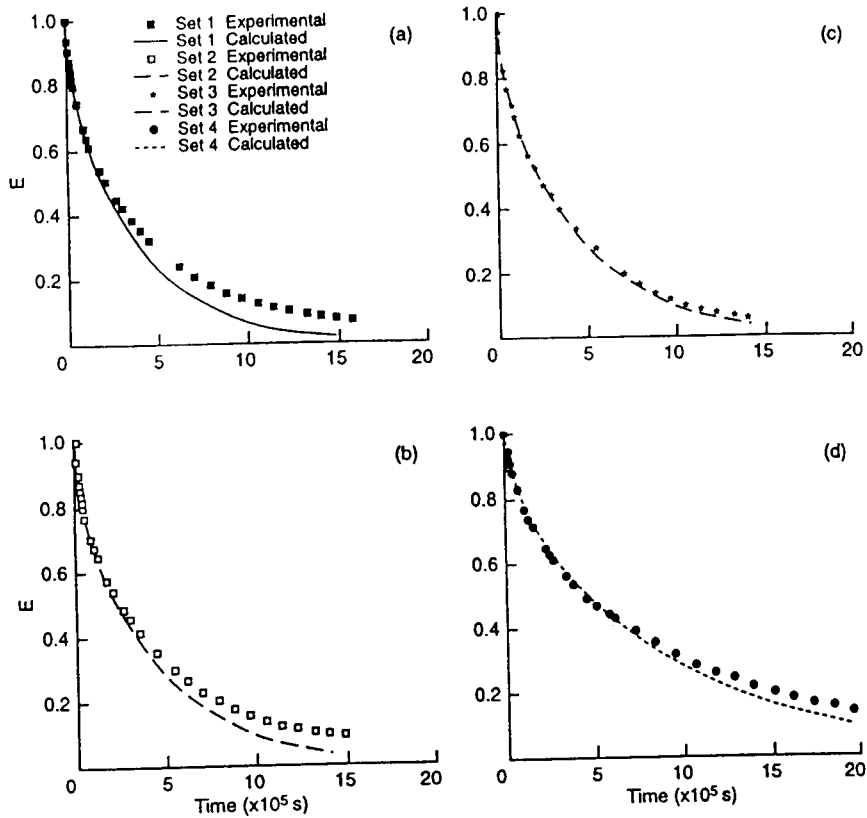 1.0
0.8
0.6
0.4
0.2
0
5
10
15
20
E
(a)
Set 1 Experimental
Set 1 Calculated
Set 2 Experimental
Set 2 Calculated
Set 3 Experimental
Set 3 Calculated
Set 4 Experimental
Set 4 Calculated
1.0
0.8
0.6
0.4
0.2
0
5
10
15
20
(c)
1.0
0.8
0.6
0.4
0.2
0
5
10
15
20
E
(b)
Time (x10⁵ s)
1.0
0.8
0.6
0.4
0.2
0
5
10
15
20
(d)
Time (x10⁵ s)